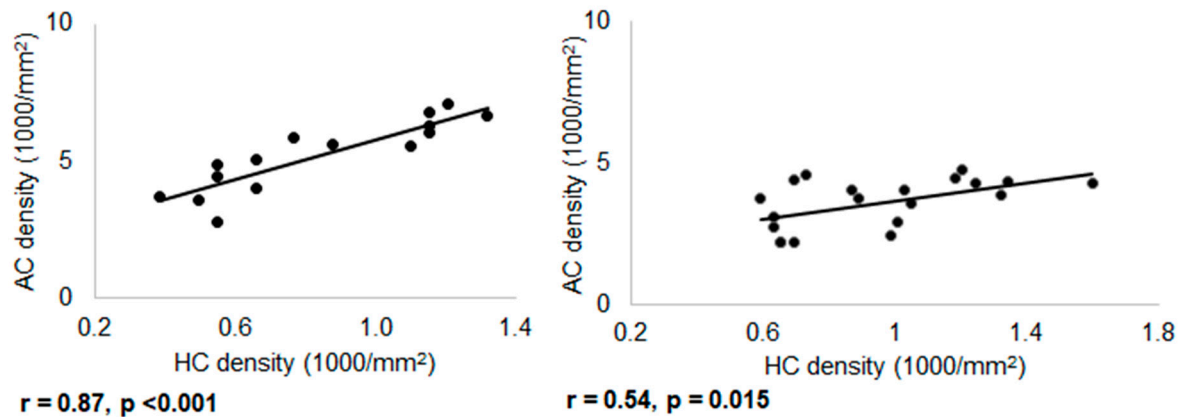 AC density (1000/mm²)
10
5
0
0.2 0.6 1.0 1.4
HC density (1000/mm²)
r = 0.87, p <0.001
AC density (1000/mm²)
10
5
0
0.2 0.6 1 1.4 1.8
HC density (1000/mm²)
r = 0.54, p = 0.015